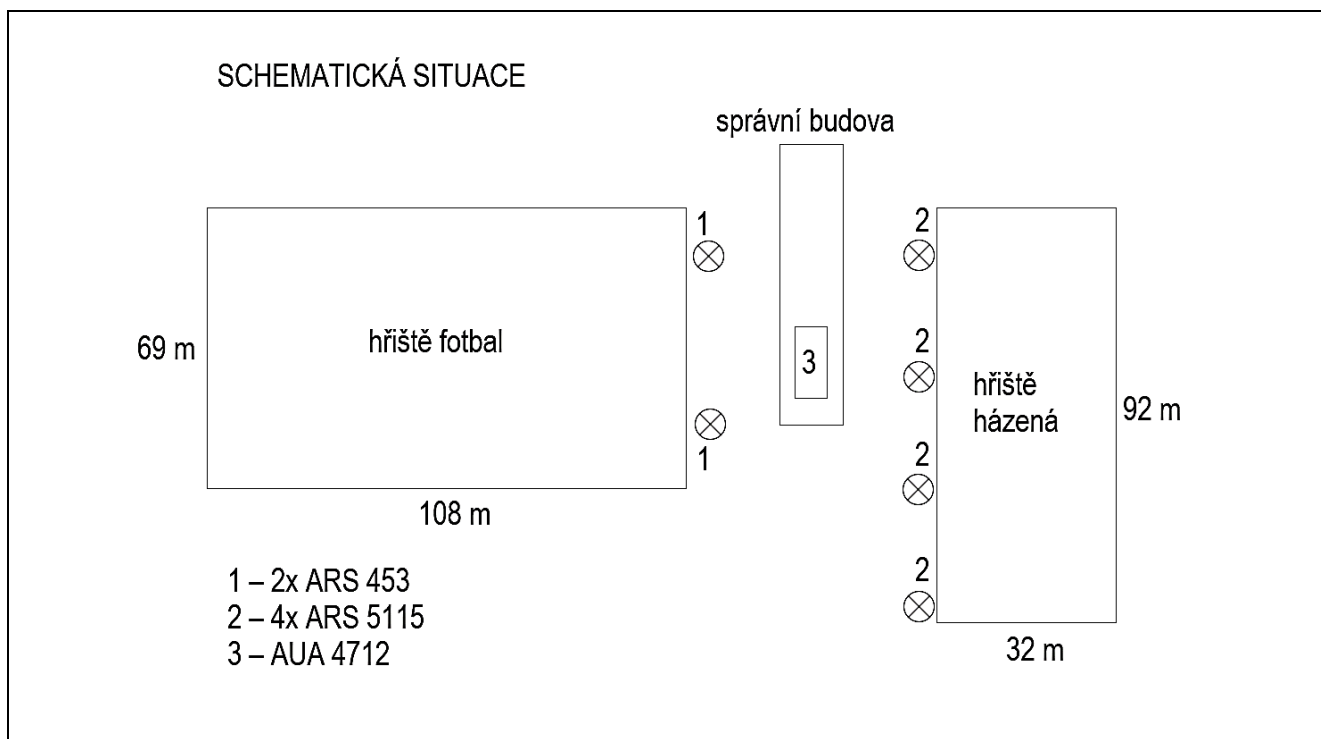 SCHEMATICKÁ SITUACE
správní budova
1
2
69 m
hřiště fotbal
3
2
hřiště
házená
92 m
1
2
108 m
2
32 m
1 – 2x ARS 453
2 – 4x ARS 5115
3 – AUA 4712